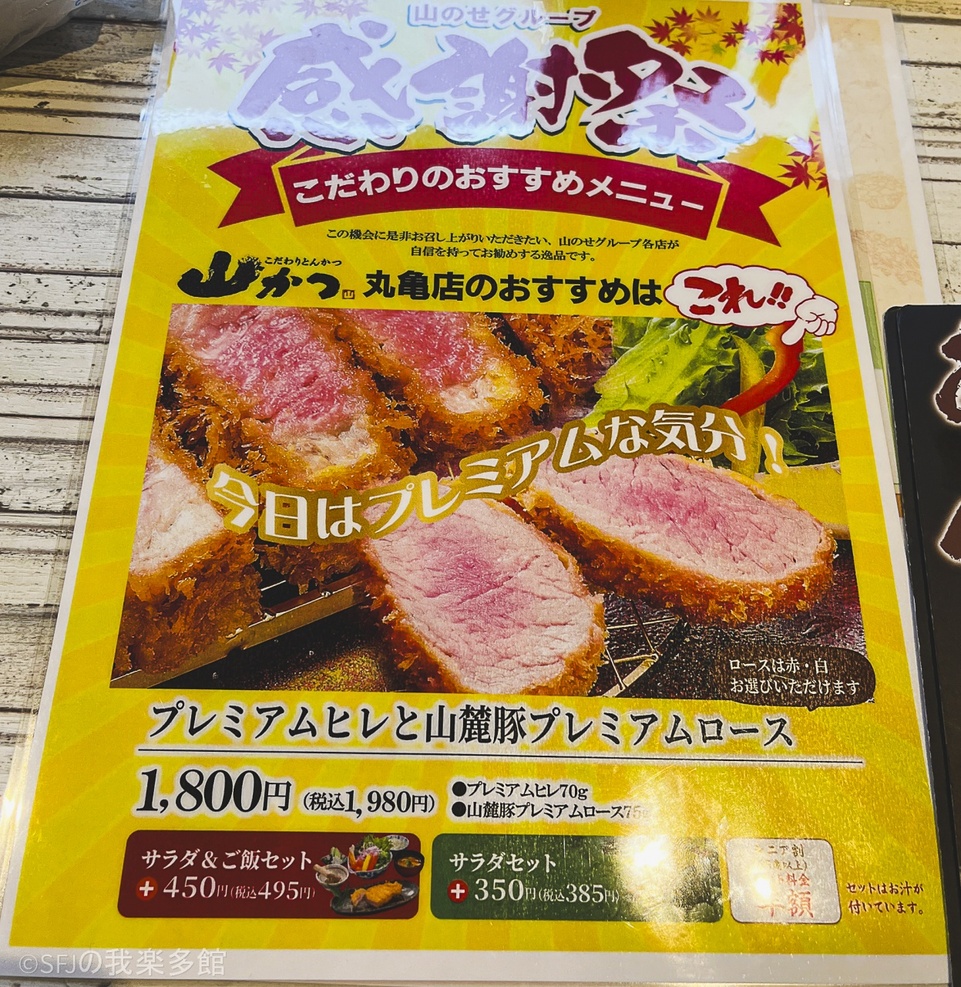 山のせグループ
感謝祭
こだわりのおすすめメニュー
この機会に是非お召し上がりいただきたい、山のせグループ各店が
自信を持ってお勧めする逸品です。
こだわりとんかつ
山かつ 丸亀店のおすすめは これ!!
今日はプレミアムな気分!
ロースは赤・白
お選びいただけます
プレミアムヒレと山麓豚プレミアムロース
1,800円 (税込1,980円)
●プレミアムヒレ70g
●山麓豚プレミアムロース75g
サラダ&ご飯セット
+450円(税込495円)
サラダセット
+350円(税込385円)
ニア割
料金
半額
セットはお汁が
付いています。
©SFJの我楽多館